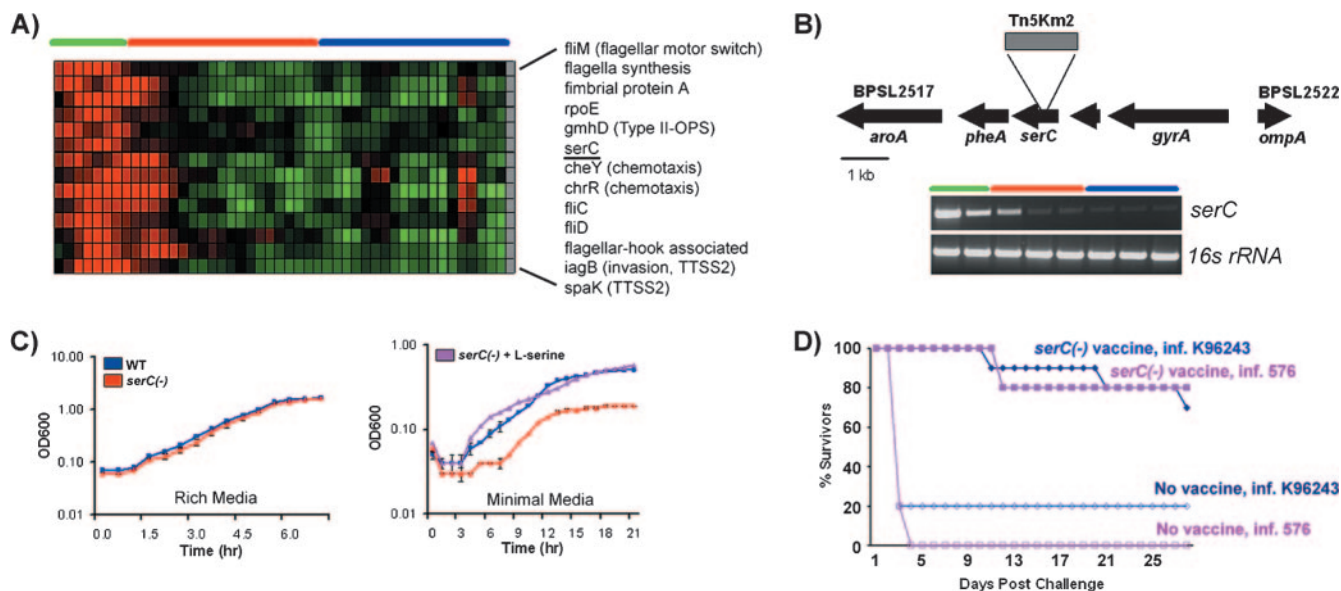 A)
fliM (flagellar motor switch)
flagella synthesis
fimbrial protein A
rpoE
gmhD (Type II-OPS)
serC
cheY (chemotaxis)
chrR (chemotaxis)
fliC
fliD
flagellar-hook associated
iagB (invasion, TTSS2)
spaK (TTSS2)
B)
Tn5Km2
BPSL2517
BPSL2522
aroA
pheA
serC
gyrA
ompA
1 kb
serC
16s rRNA
C)
WT
serC(-)
OD600
10.00
1.00
0.10
0.01
Rich Media
0.0 1.5 3.0 4.5 6.0
Time (hr)
serC(-) + L-serine
OD600
1.00
0.10
0.01
Minimal Media
0 3 6 9 12 15 18 21
Time (hr)
D)
% Survivors
100
80
60
40
20
0
serC(-) vaccine, inf. K96243
serC(-) vaccine, inf. 576
No vaccine, inf. K96243
No vaccine, inf. 576
1 5 9 13 17 21 25
Days Post Challenge